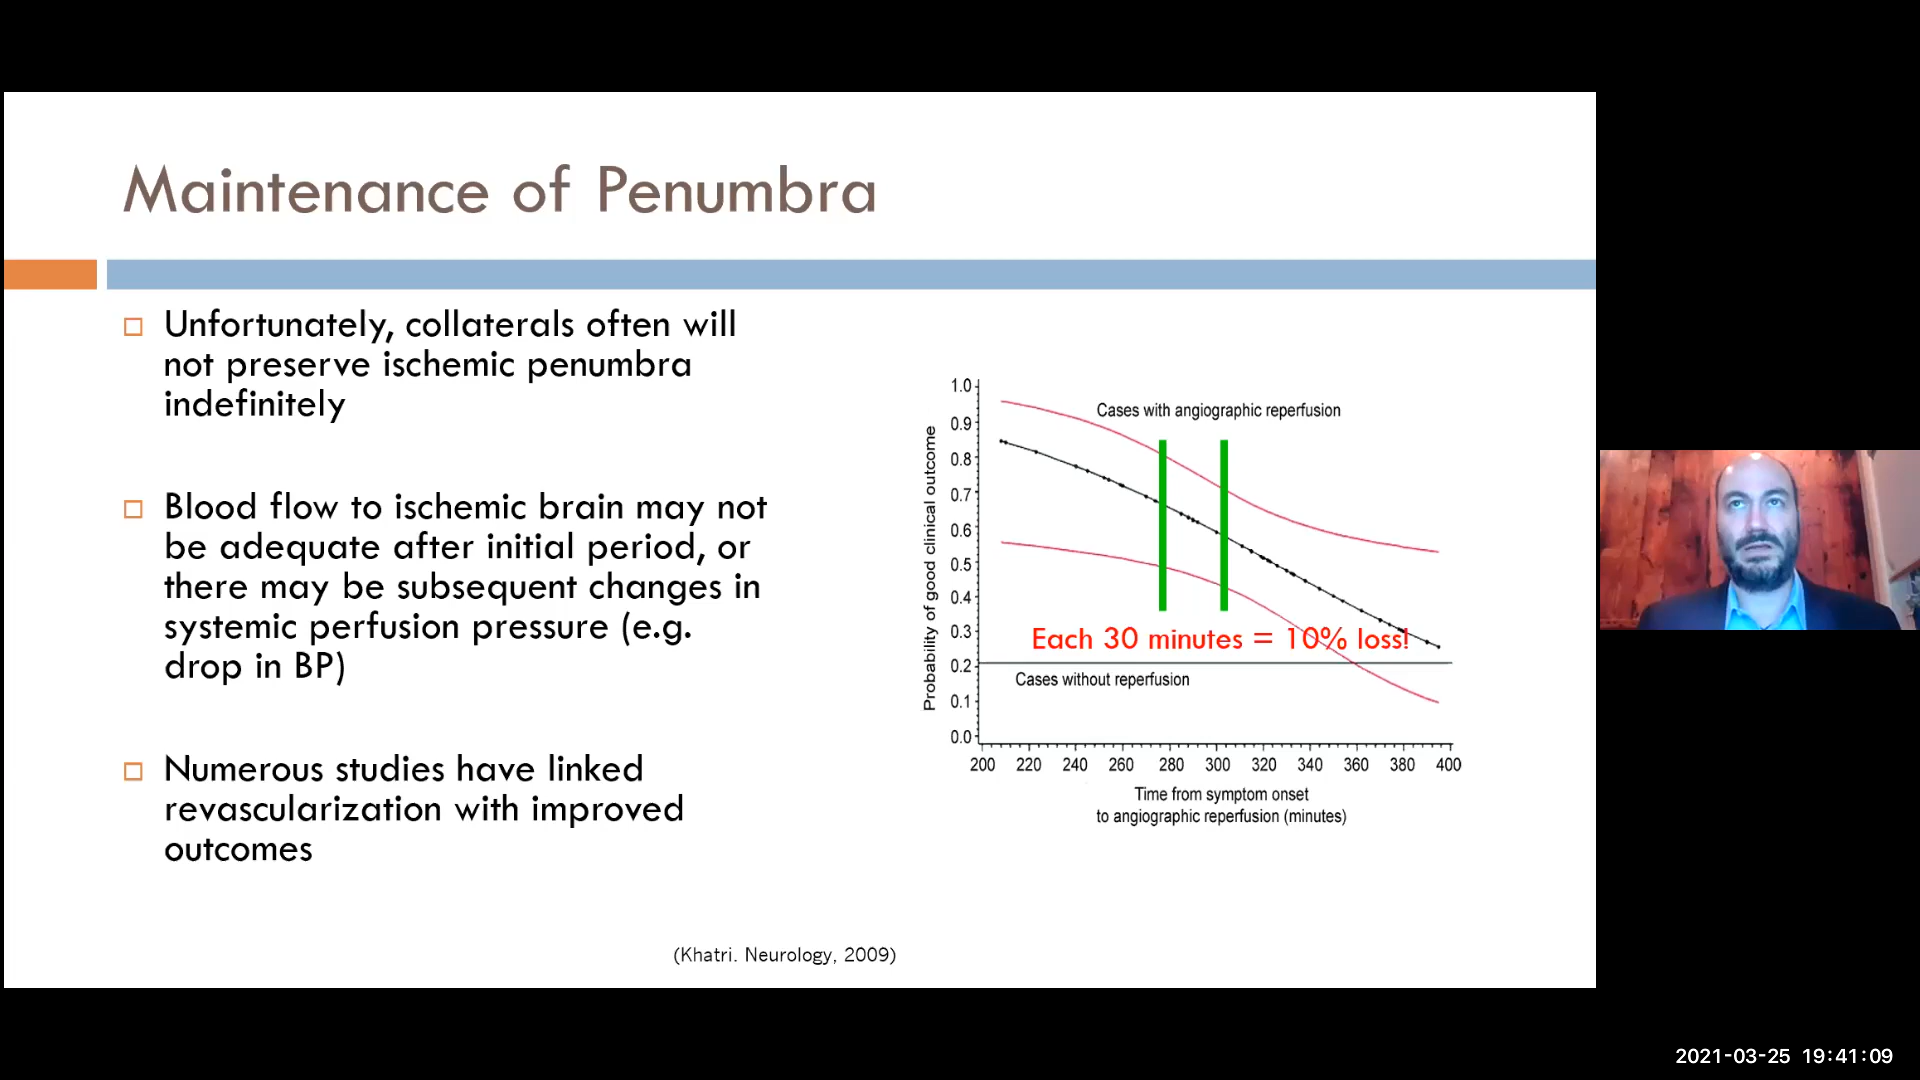 Maintenance of Penumbra
Unfortunately, collaterals often will
not preserve ischemic penumbra
indefinitely
Blood flow to ischemic brain may not
be adequate after initial period, or
there may be subsequent changes in
systemic perfusion pressure (e.g.
drop in BP)
Numerous studies have linked
revascularization with improved
outcomes
Probability of good clinical outcome
1.0
0.9
0.8
0.7
0.6
0.5
0.4
0.3
0.2
0.1
0.0
Cases with angiographic reperfusion
Each 30 minutes = 10% loss!
Cases without reperfusion
200 220 240 260 280 300 320 340 360 380 400
Time from symptom onset
to angiographic reperfusion (minutes)
(Khatri. Neurology, 2009)
2021-03-25 19:41:09